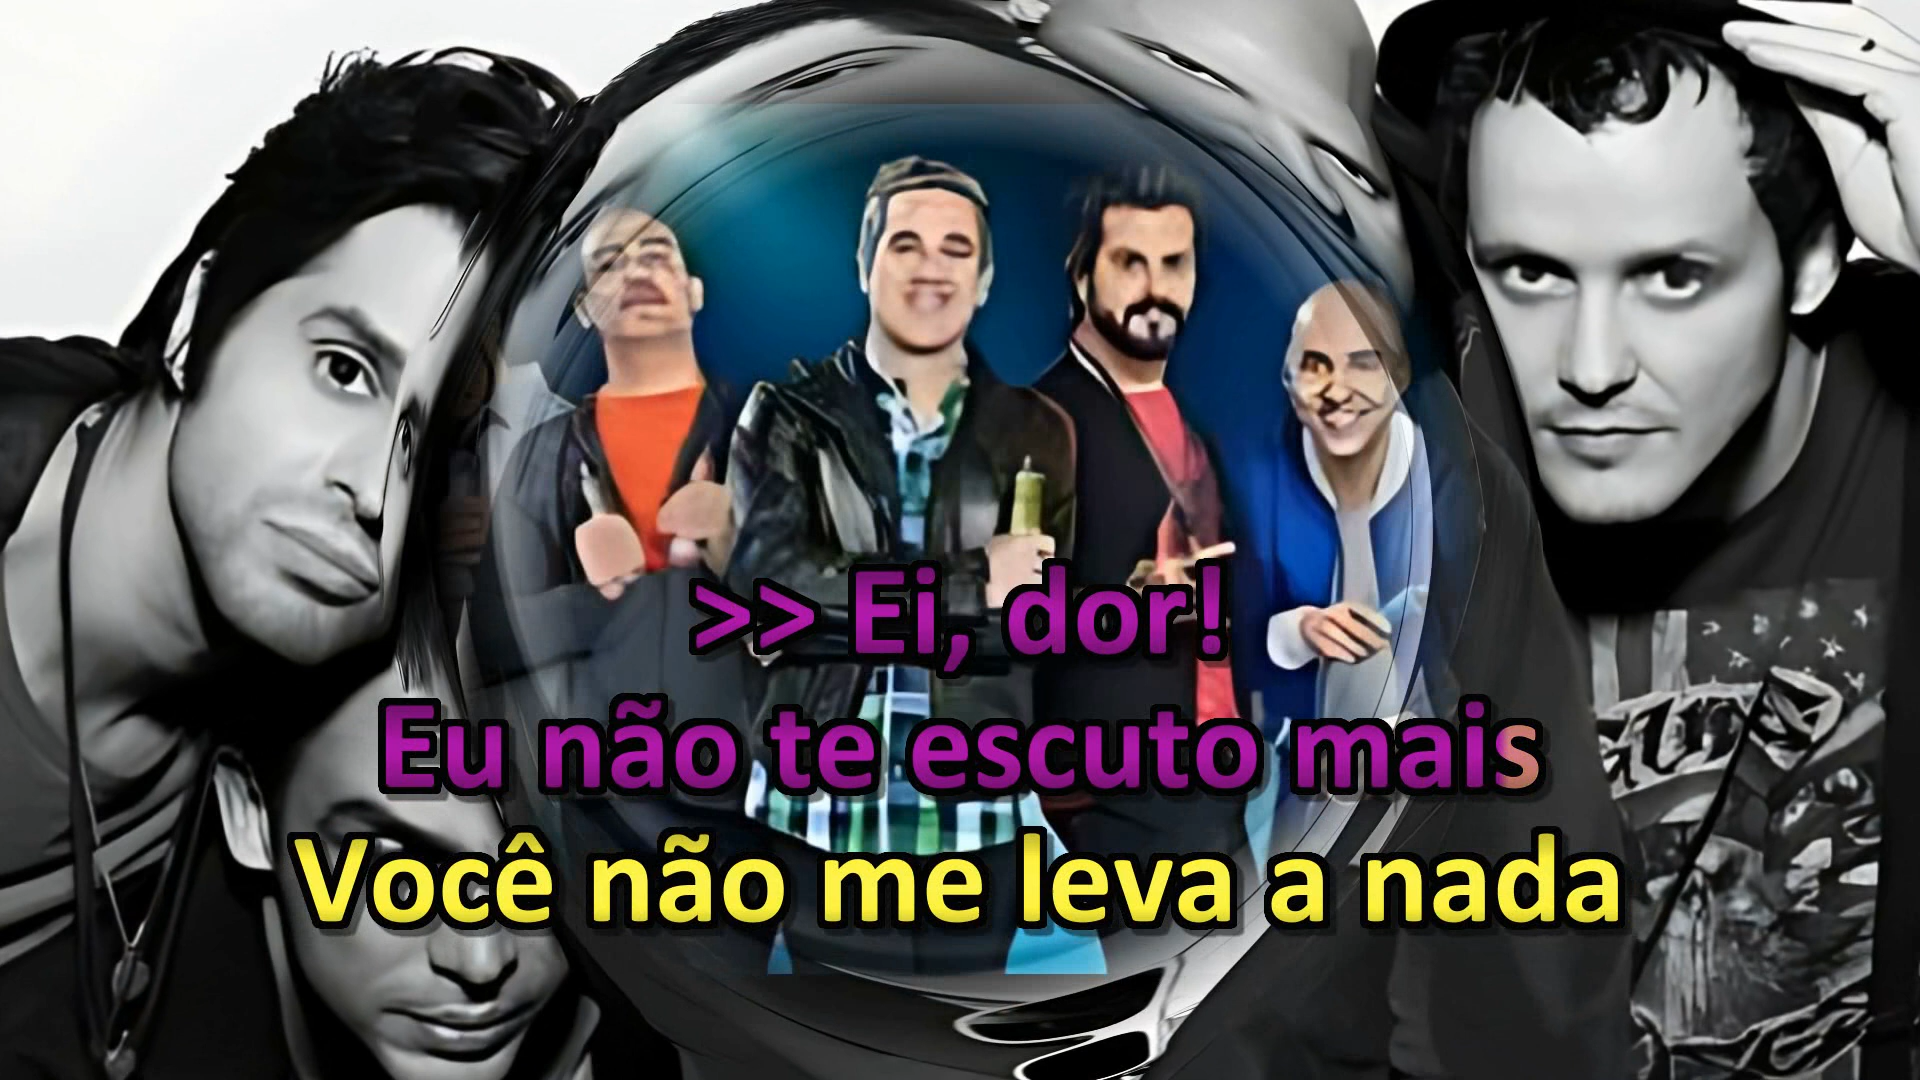 >> Ei, dor!
Eu não te escuto mais
Você não me leva a nada